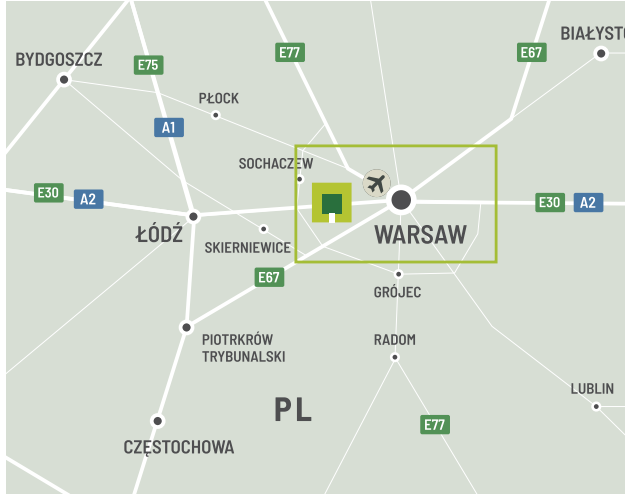 BIAŁYSTO
BYDGOSZCZ
E75
E77
E67
PŁOCK
A1
SOCHACZEW
E30
A2
E30
A2
ŁÓDŹ
WARSAW
SKIERNIEWICE
E67
GRÓJEC
PIOTRKRÓW
TRYBUNALSKI
RADOM
LUBLIN
PL
E77
CZĘSTOCHOWA